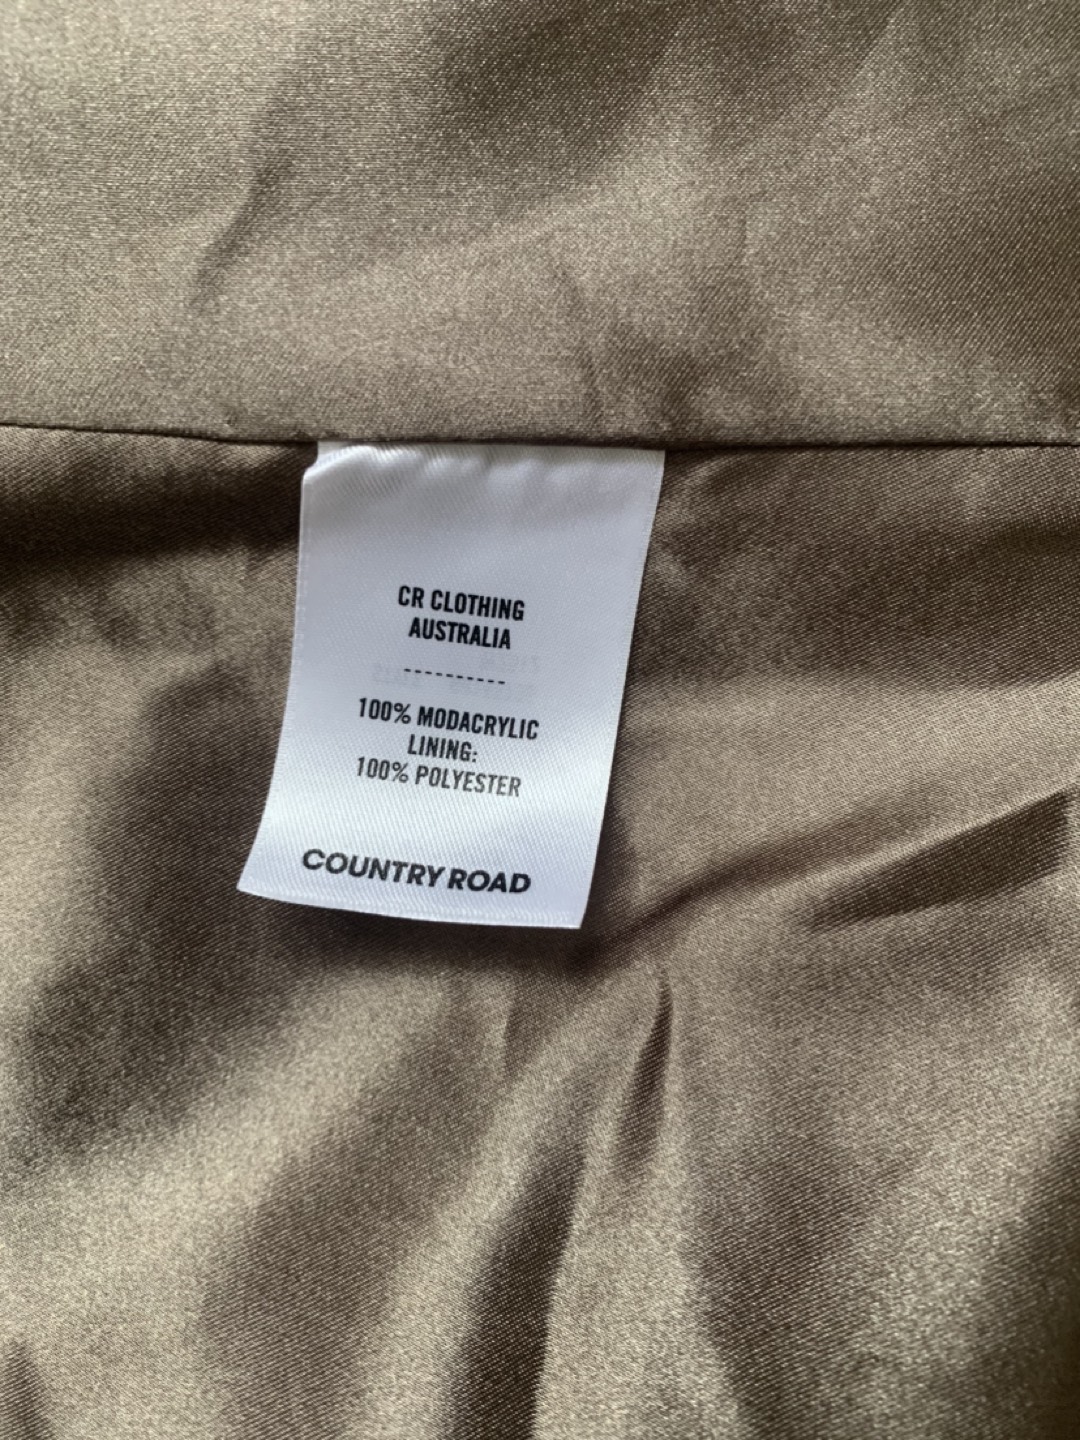 CR CLOTHING
AUSTRALIA
----------
100% MODACRYLIC
LINING:
100% POLYESTER
COUNTRY ROAD